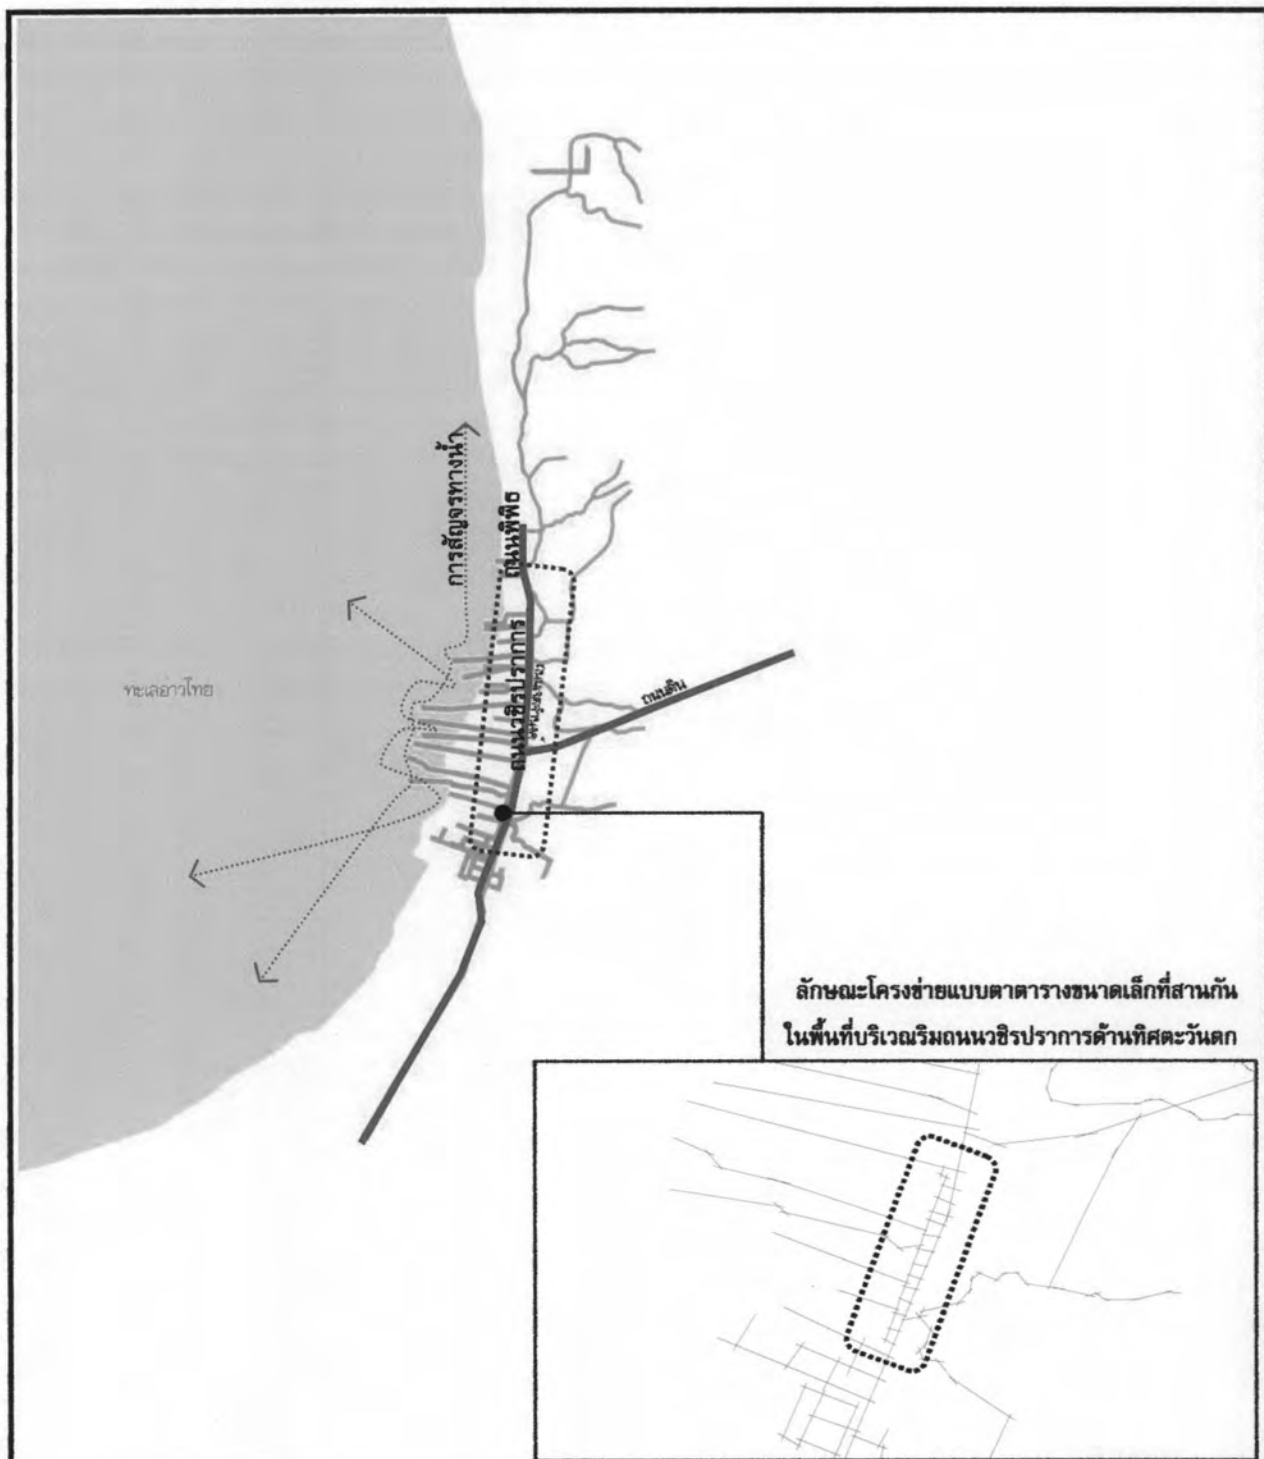 การสัญจรทางน้ำ
ถนนพิพิธ
ถนนวชิรปราการ
ทะเลอ่าวไทย
ถนนดิน
ลักษณะโครงข่ายแบบตาตารางขนาดเล็กที่สานกัน
ในพื้นที่บริเวณริมถนนวชิรปราการด้านทิศตะวันตก